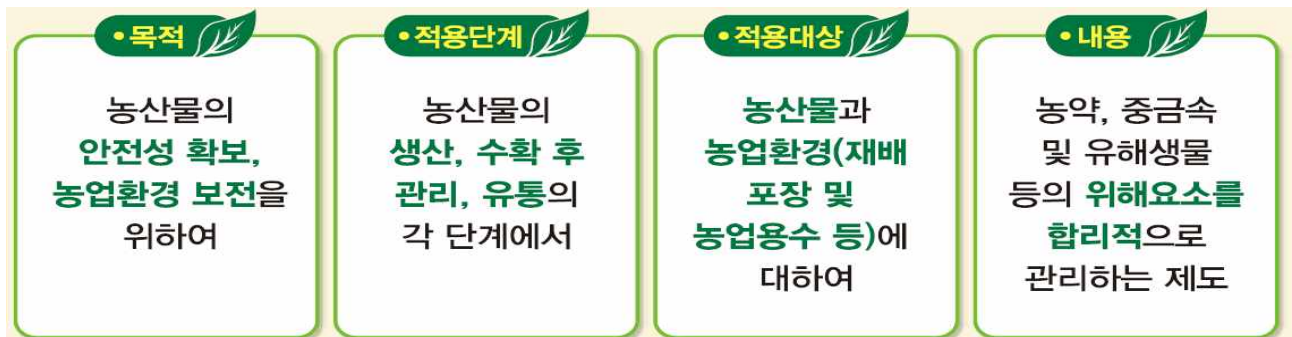 •목적
농산물의
안전성 확보,
농업환경 보전을
위하여
•적용단계
농산물의
생산, 수확 후
관리, 유통의
각 단계에서
•적용대상
농산물과
농업환경(재배
포장 및
농업용수 등)에
대하여
•내용
농약, 중금속
및 유해생물
등의 위해요소를
합리적으로
관리하는 제도